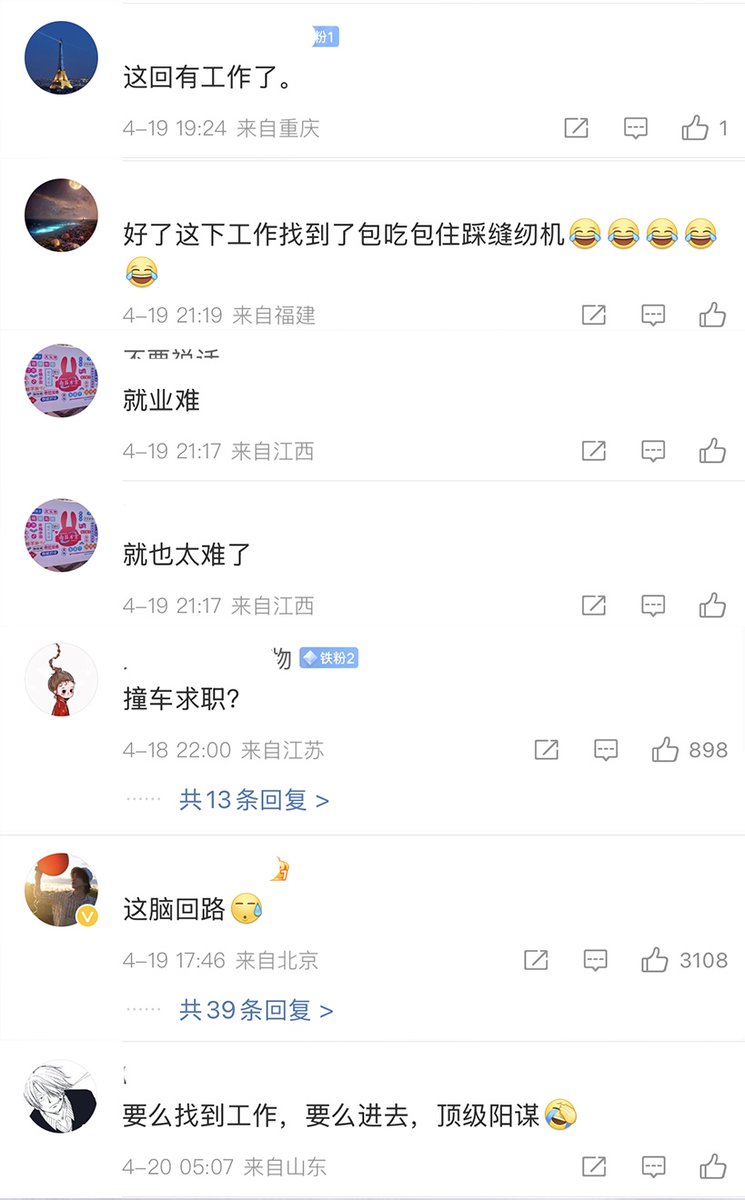 粉1
这回有工作了。
4-19 19:24 来自重庆
1
好了这下工作找到了包吃包住踩缝纫机😂😂😂😂
😂
4-19 21:19 来自福建
不要说话
就业难
4-19 21:17 来自江西
就也太难了
4-19 21:17 来自江西
物 铁粉2
撞车求职?
4-18 22:00 来自江苏
898
...... 共13条回复 >
这脑回路
4-19 17:46 来自北京
3108
...... 共39条回复 >
要么找到工作，要么进去，顶级阳谋
4-20 05:07 来自山东